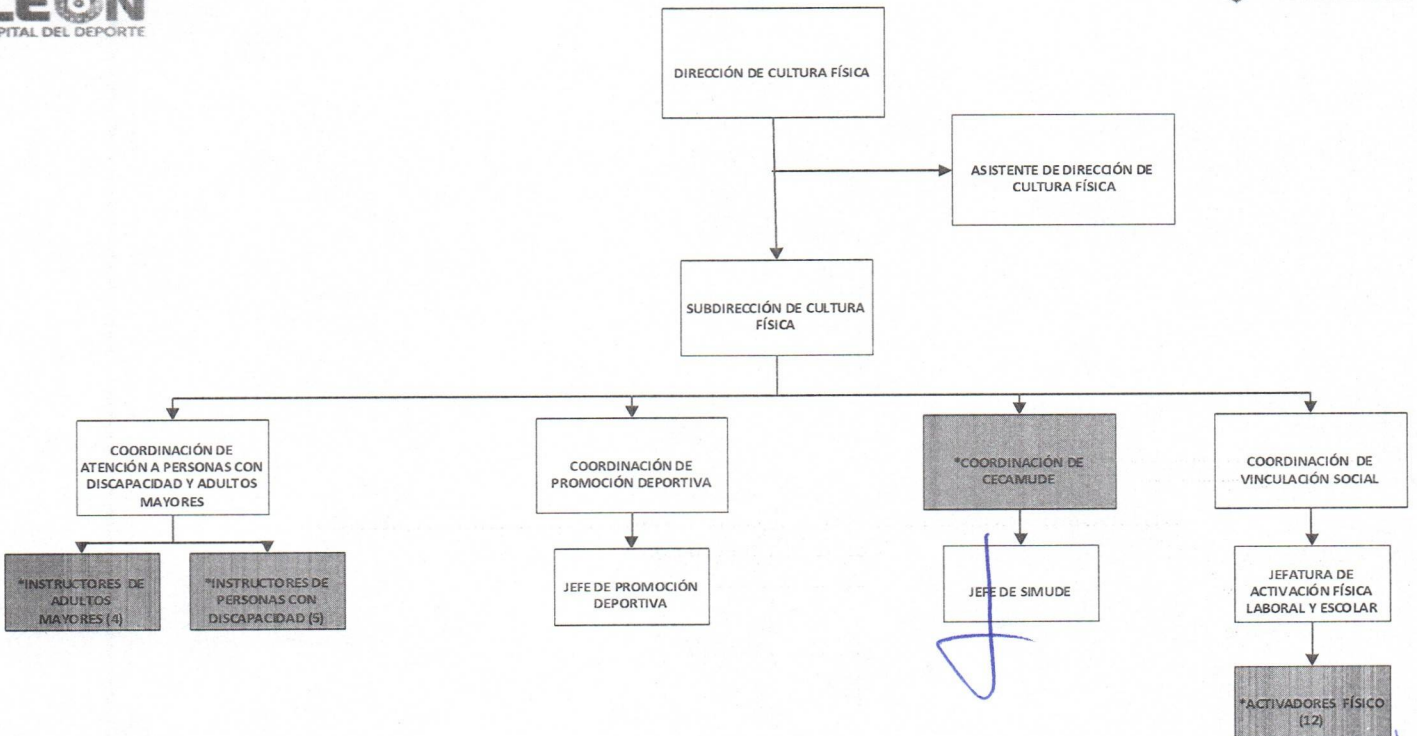 LEÓN
CAPITAL DEL DEPORTE
DIRECCIÓN DE CULTURA FÍSICA
ASISTENTE DE DIRECCIÓN DE
CULTURA FÍSICA
SUBDIRECCIÓN DE CULTURA
FÍSICA
COORDINACIÓN DE
ATENCIÓN A PERSONAS CON
DISCAPACIDAD Y ADULTOS
MAYORES
COORDINACIÓN DE
PROMOCIÓN DEPORTIVA
*COORDINACIÓN DE
CECAMUDE
COORDINACIÓN DE
VINCULACIÓN SOCIAL
*INSTRUCTORES DE
ADULTOS
MAYORES (4)
*INSTRUCTORES DE
PERSONAS CON
DISCAPACIDAD (5)
JEFE DE PROMOCIÓN
DEPORTIVA
JEFE DE SIMUDE
JEFATURA DE
ACTIVACIÓN FÍSICA
LABORAL Y ESCOLAR
*ACTIVADORES FÍSICO
(12)